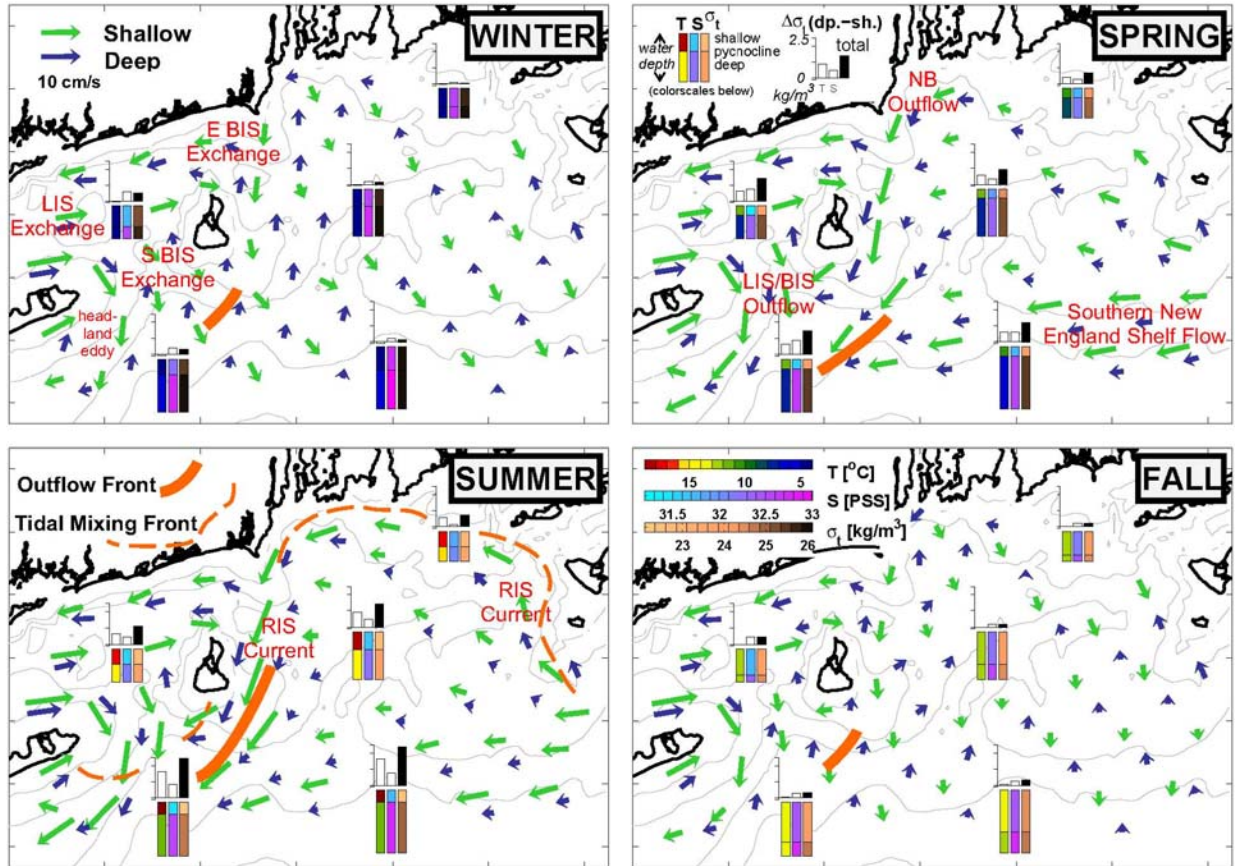 WINTER
Shallow
Deep
10 cm/s
E BIS
Exchange
LIS
Exchange
S BIS
Exchange
head-
land
eddy
SPRING
T S σt
Δσt(dp.-sh.)
2.5
total
0
kg/m3
T S
water
depth
shallow
pycnocline
deep
(colorscales below)
NB
Outflow
LIS/BIS
Outflow
Southern New
England Shelf Flow
SUMMER
Outflow Front
Tidal Mixing Front
RIS
Current
RIS
Current
FALL
T [oC]
15 10 5
S [PSS]
31.5 32 32.5 33
σt [kg/m3]
23 24 25 26